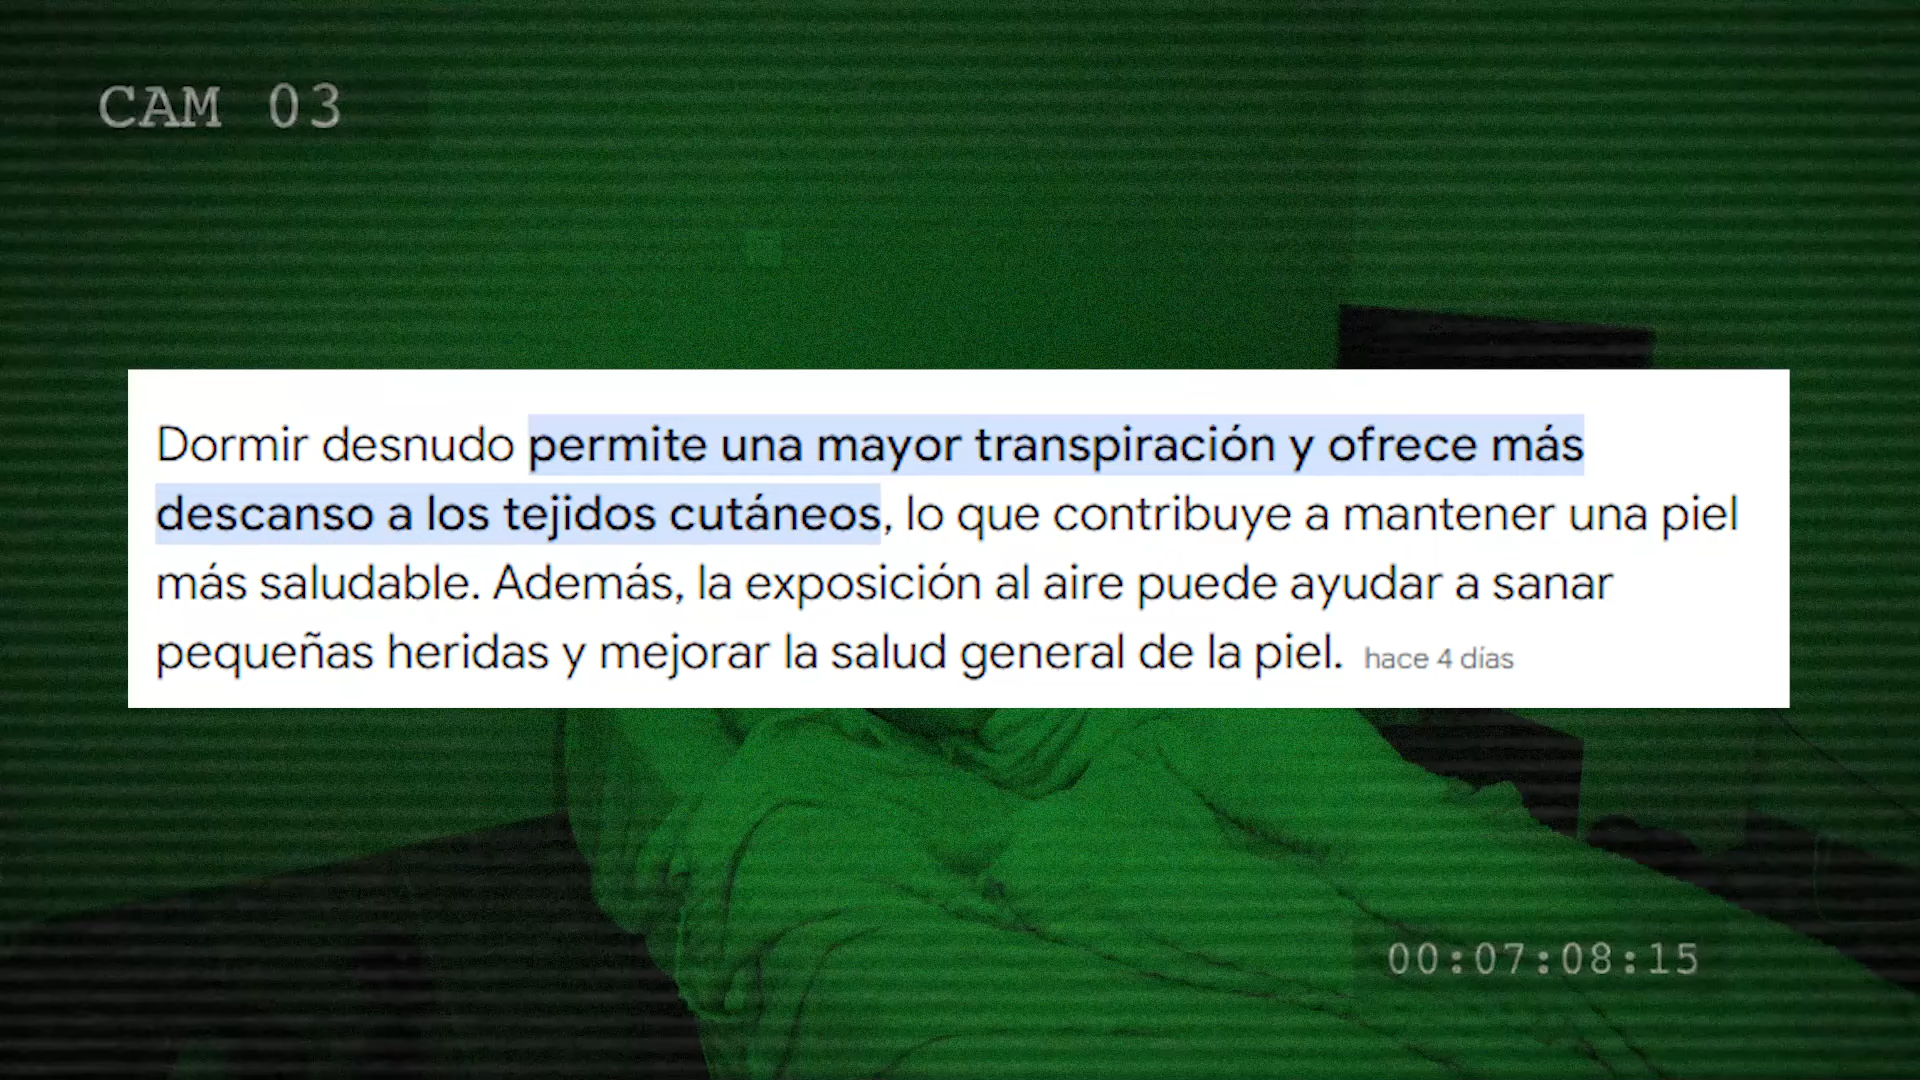 CAM 03
Dormir desnudo permite una mayor transpiración y ofrece más
descanso a los tejidos cutáneos, lo que contribuye a mantener una piel
más saludable. Además, la exposición al aire puede ayudar a sanar
pequeñas heridas y mejorar la salud general de la piel. hace 4 días
00:07:08:15